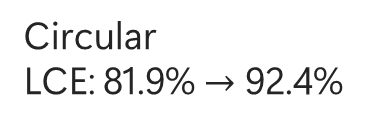 Circular
LCE: 81.9% → 92.4%